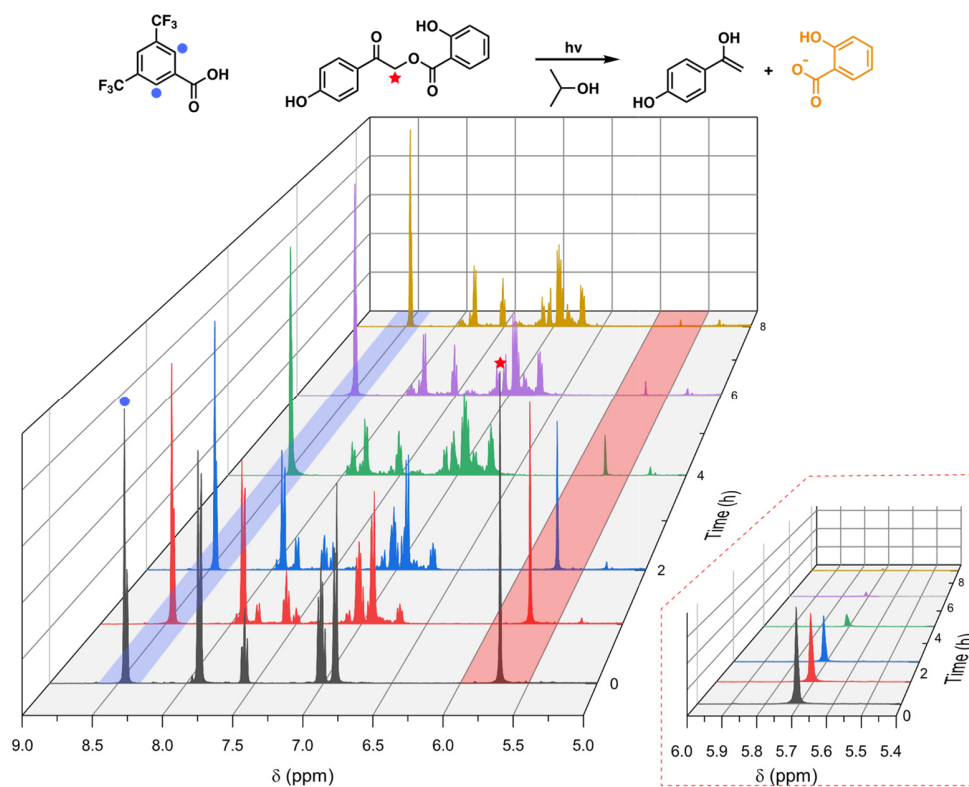 CF3
F3C
OH
O
HO
O
O
O
HO
hv
OH
OH
HO
+
HO
O-
O
8
6
4
2
0
Time (h)
9.0 8.5 8.0 7.5 7.0 6.5 6.0 5.5 5.0
δ (ppm)
8
6
4
2
0
Time (h)
6.0 5.9 5.8 5.7 5.6 5.5 5.4
δ (ppm)